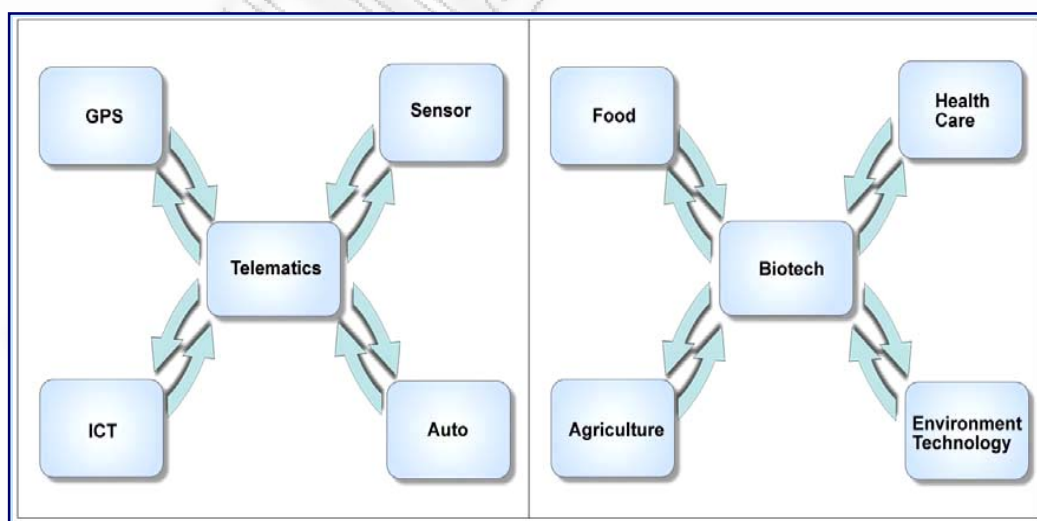 GPS
Sensor
Telematics
ICT
Auto
Food
Health
Care
Biotech
Agriculture
Environment
Technology